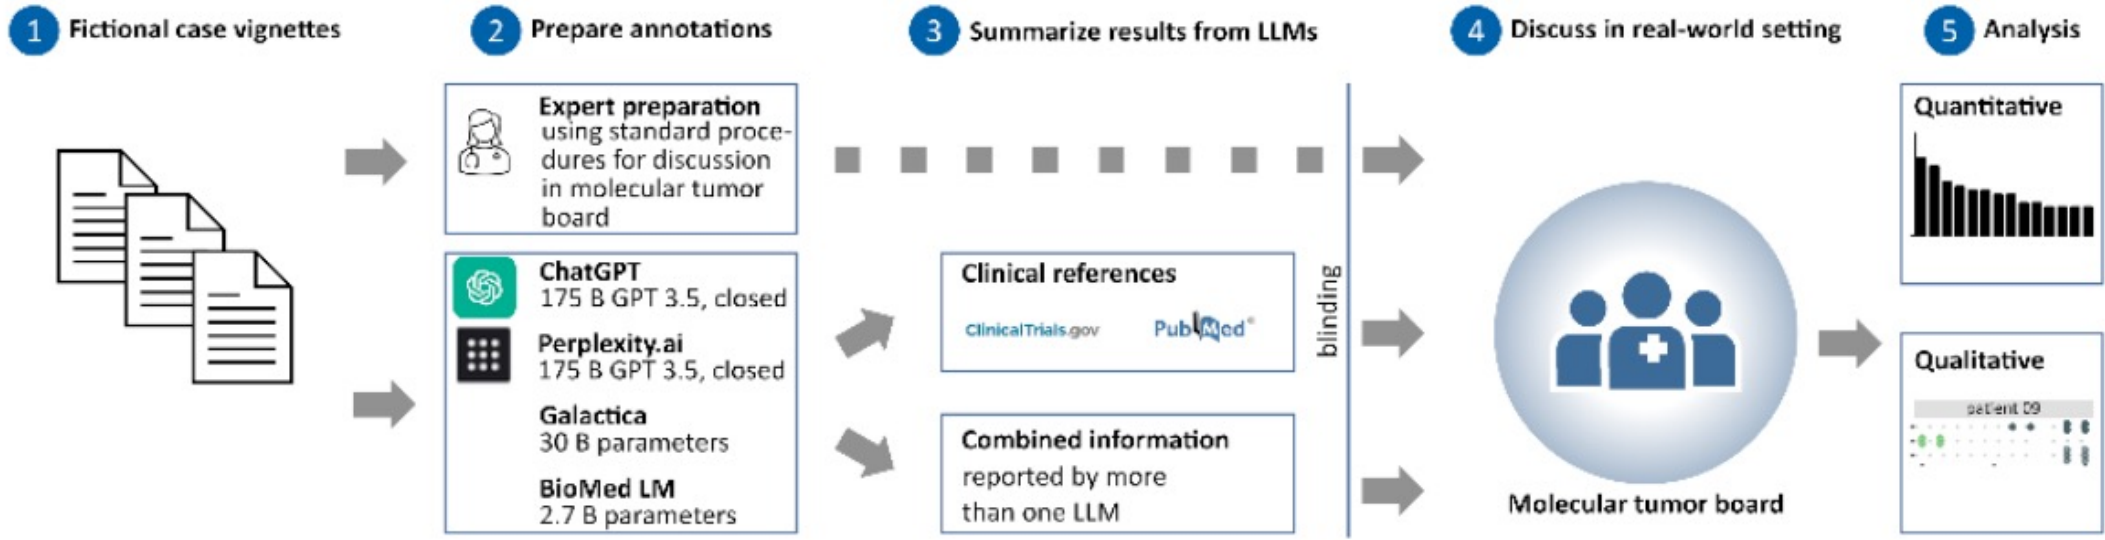 1 Fictional case vignettes
2 Prepare annotations
3 Summarize results from LLMs
4 Discuss in real-world setting
5 Analysis
Expert preparation
using standard proce-
dures for discussion
in molecular tumor
board
ChatGPT
175 B GPT 3.5, closed
Perplexity.ai
175 B GPT 3.5, closed
Galactica
30 B parameters
BioMed LM
2.7 B parameters
Clinical references
ClinicalTrials.gov
PubMed®
Combined information
reported by more
than one LLM
blinding
Molecular tumor board
Quantitative
Qualitative
patient 09